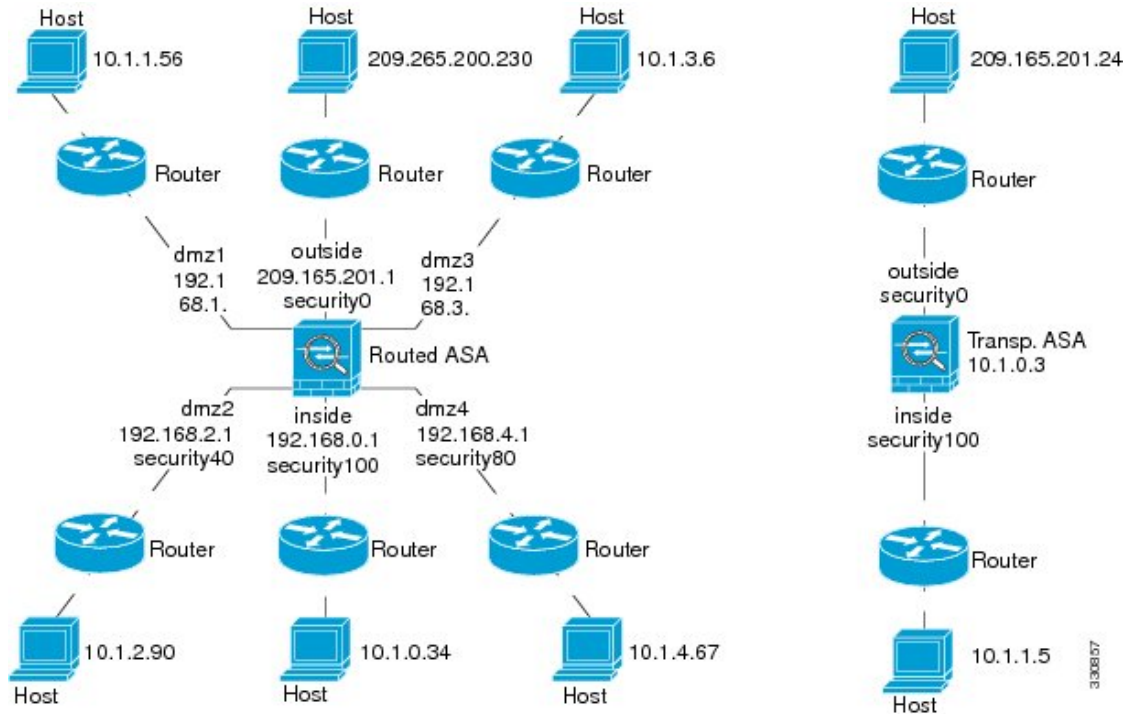 Host
10.1.1.56
Router
Host
209.265.200.230
Router
Host
10.1.3.6
Router
dmz1
192.1
68.1.
outside
209.165.201.1
security0
dmz3
192.1
68.3.
Routed ASA
dmz2
192.168.2.1
security40
inside
192.168.0.1
security100
dmz4
192.168.4.1
security80
Router
10.1.2.90
Host
Router
10.1.0.34
Host
Router
10.1.4.67
Host
Host
209.165.201.24
Router
outside
security0
Transp. ASA
10.1.0.3
inside
security100
Router
10.1.1.5
Host
330857